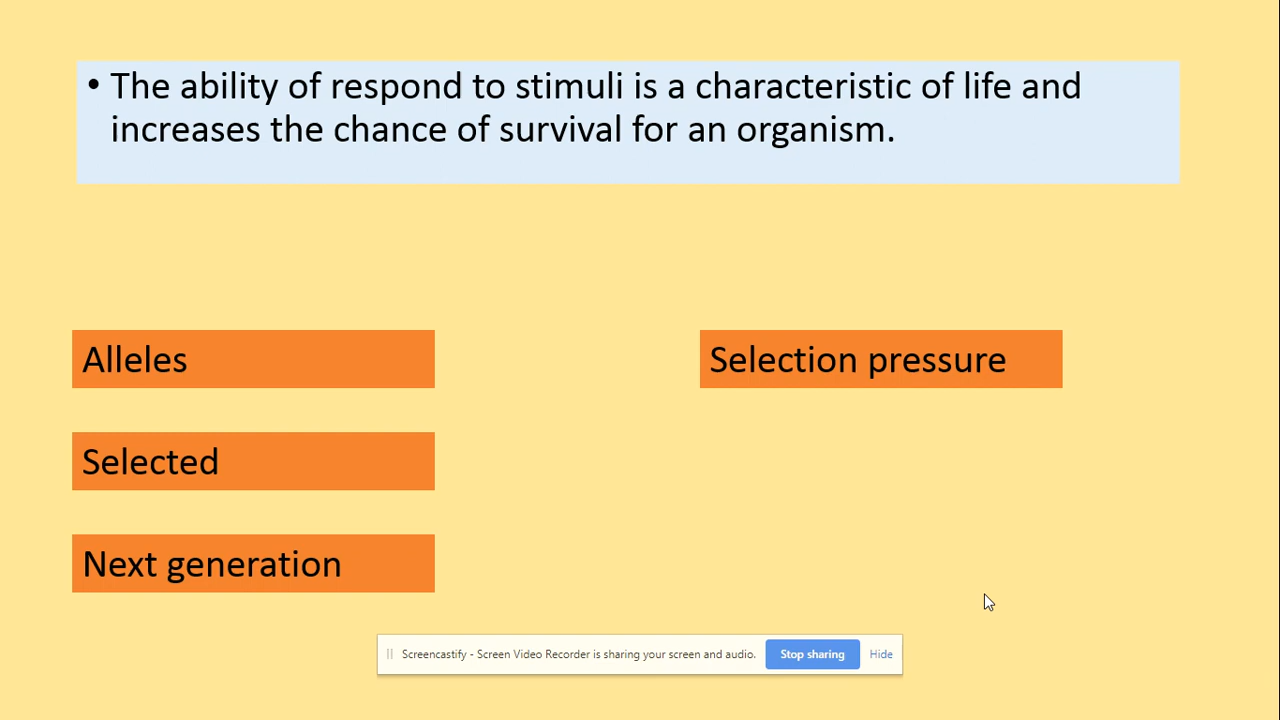 • The ability of respond to stimuli is a characteristic of life and
increases the chance of survival for an organism.
Alleles
Selection pressure
Selected
Next generation
Screencastify - Screen Video Recorder is sharing your screen and audio. Stop sharing Hide